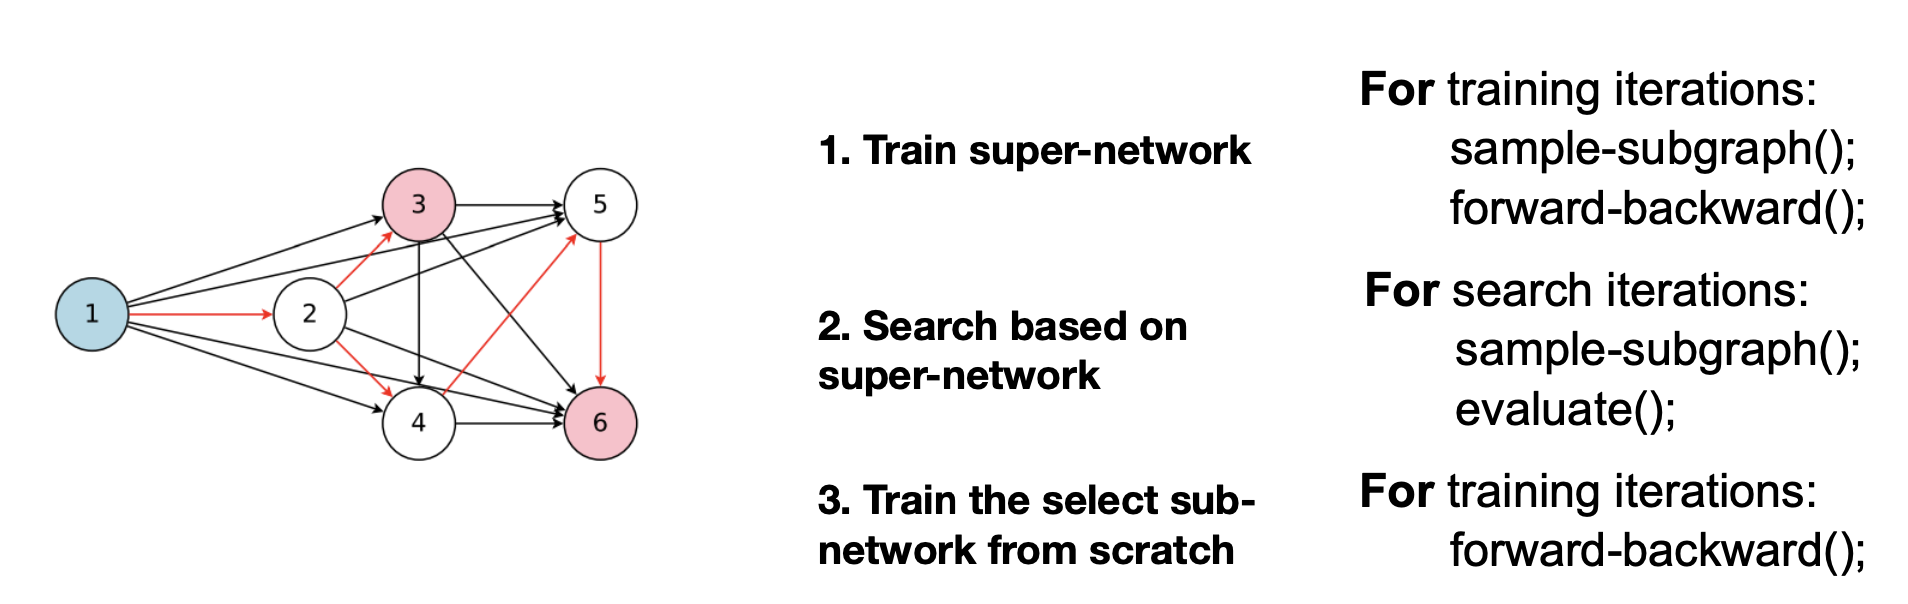 1
2
3
4
5
6
1. Train super-network
For training iterations:
sample-subgraph();
forward-backward();
2. Search based on
super-network
For search iterations:
sample-subgraph();
evaluate();
3. Train the select sub-
network from scratch
For training iterations:
forward-backward();